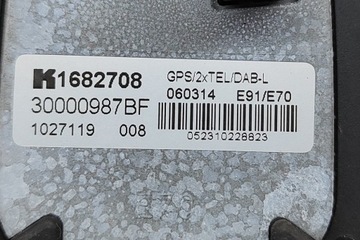 K1682708 GPS/2xTEL/DAB-L
30000987BF 060314 E91/E70
1027119 008 052310228823